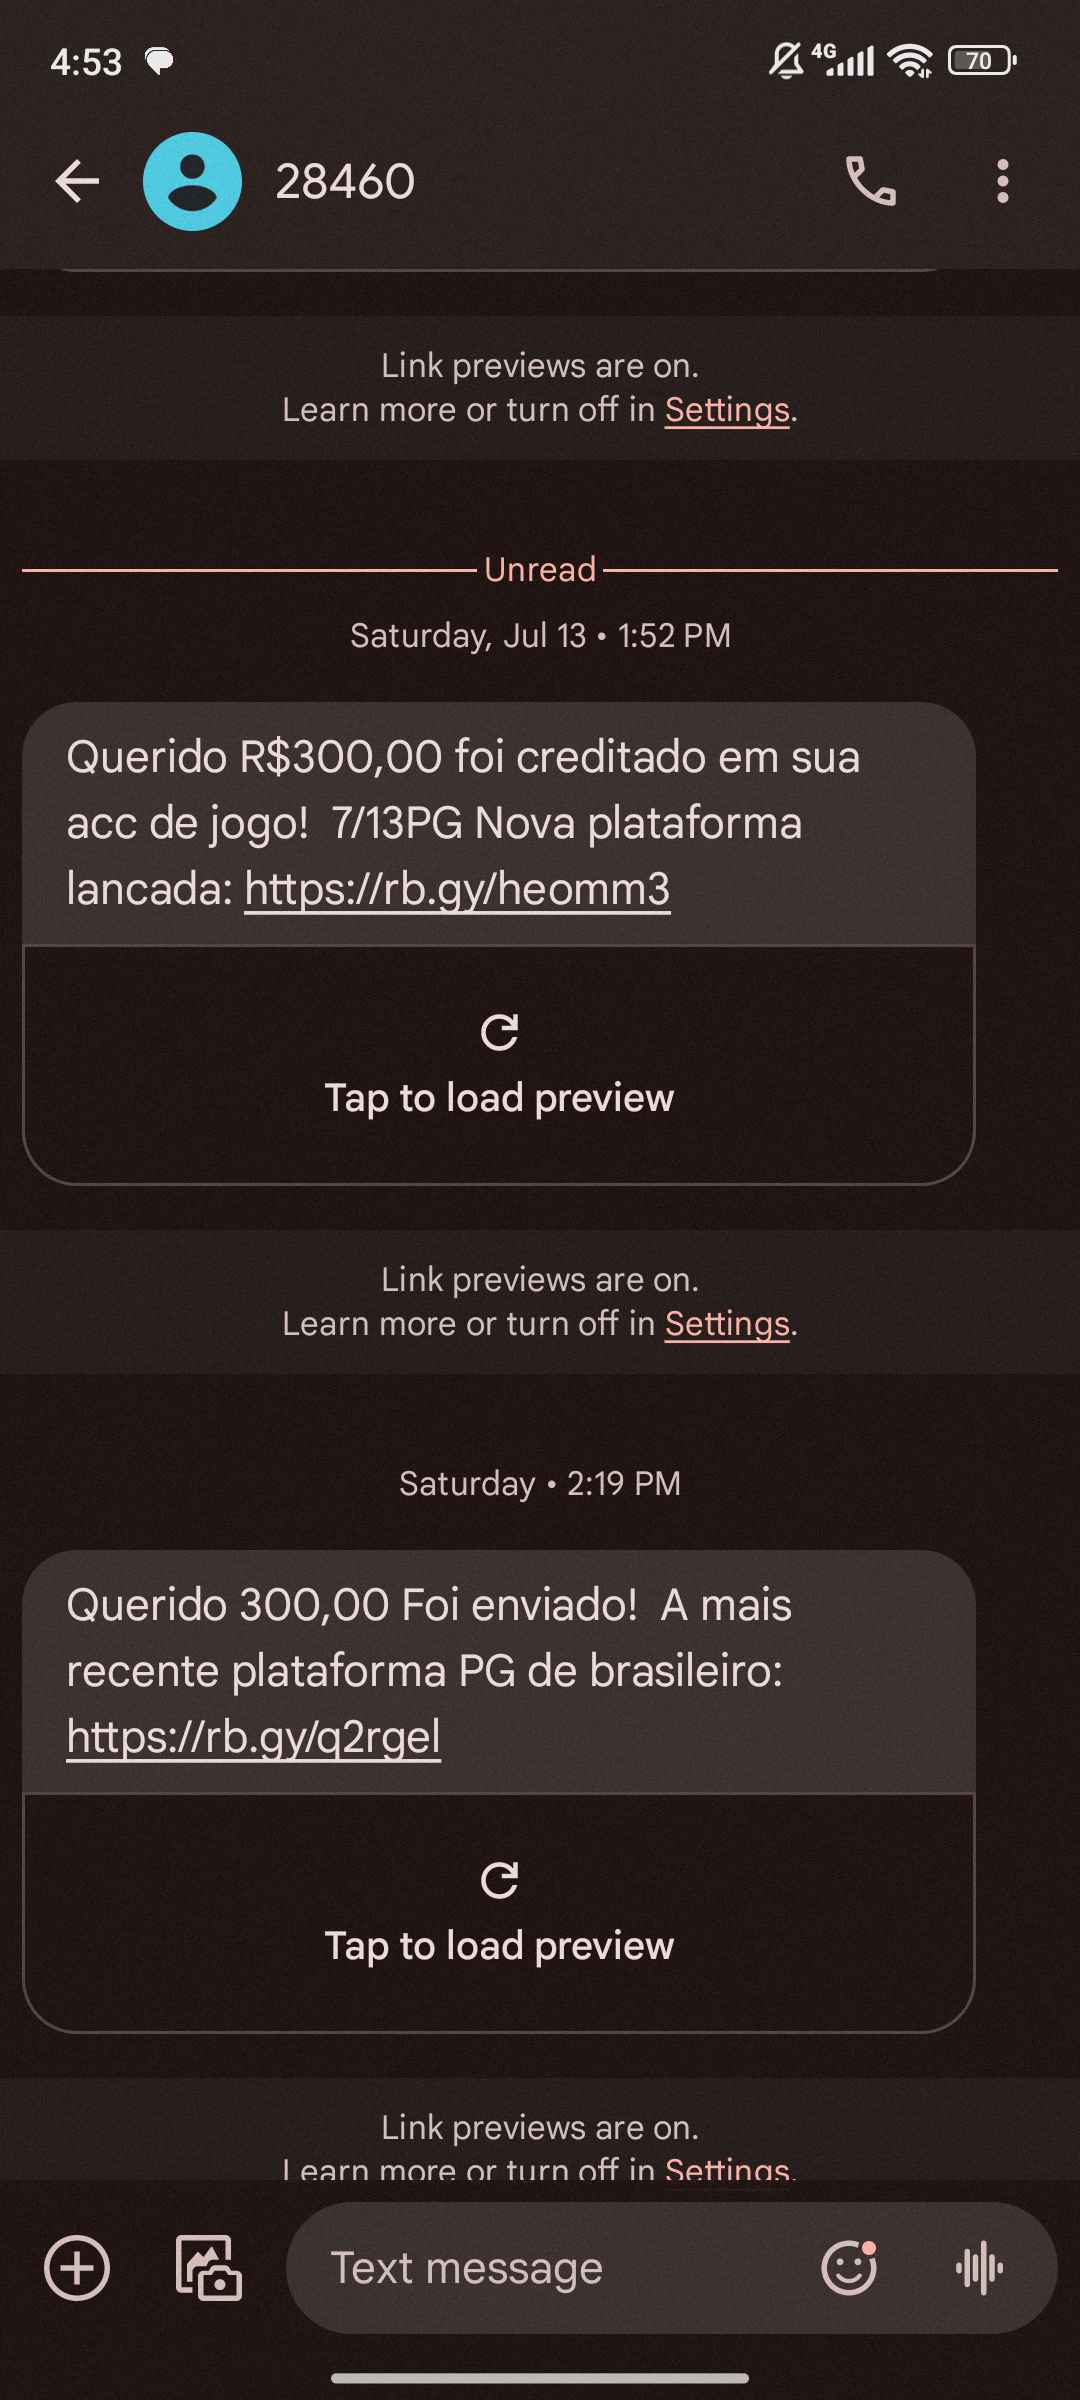 4:53
4G
70
28460
Link previews are on.
Learn more or turn off in Settings.
Unread
Saturday, Jul 13 • 1:52 PM
Querido R$300,00 foi creditado em sua
acc de jogo!  7/13PG Nova plataforma
lancada: https://rb.gy/heomm3
Tap to load preview
Link previews are on.
Learn more or turn off in Settings.
Saturday • 2:19 PM
Querido 300,00 Foi enviado!  A mais
recente plataforma PG de brasileiro:
https://rb.gy/q2rgel
Tap to load preview
Link previews are on.
Learn more or turn off in Settings.
Text message